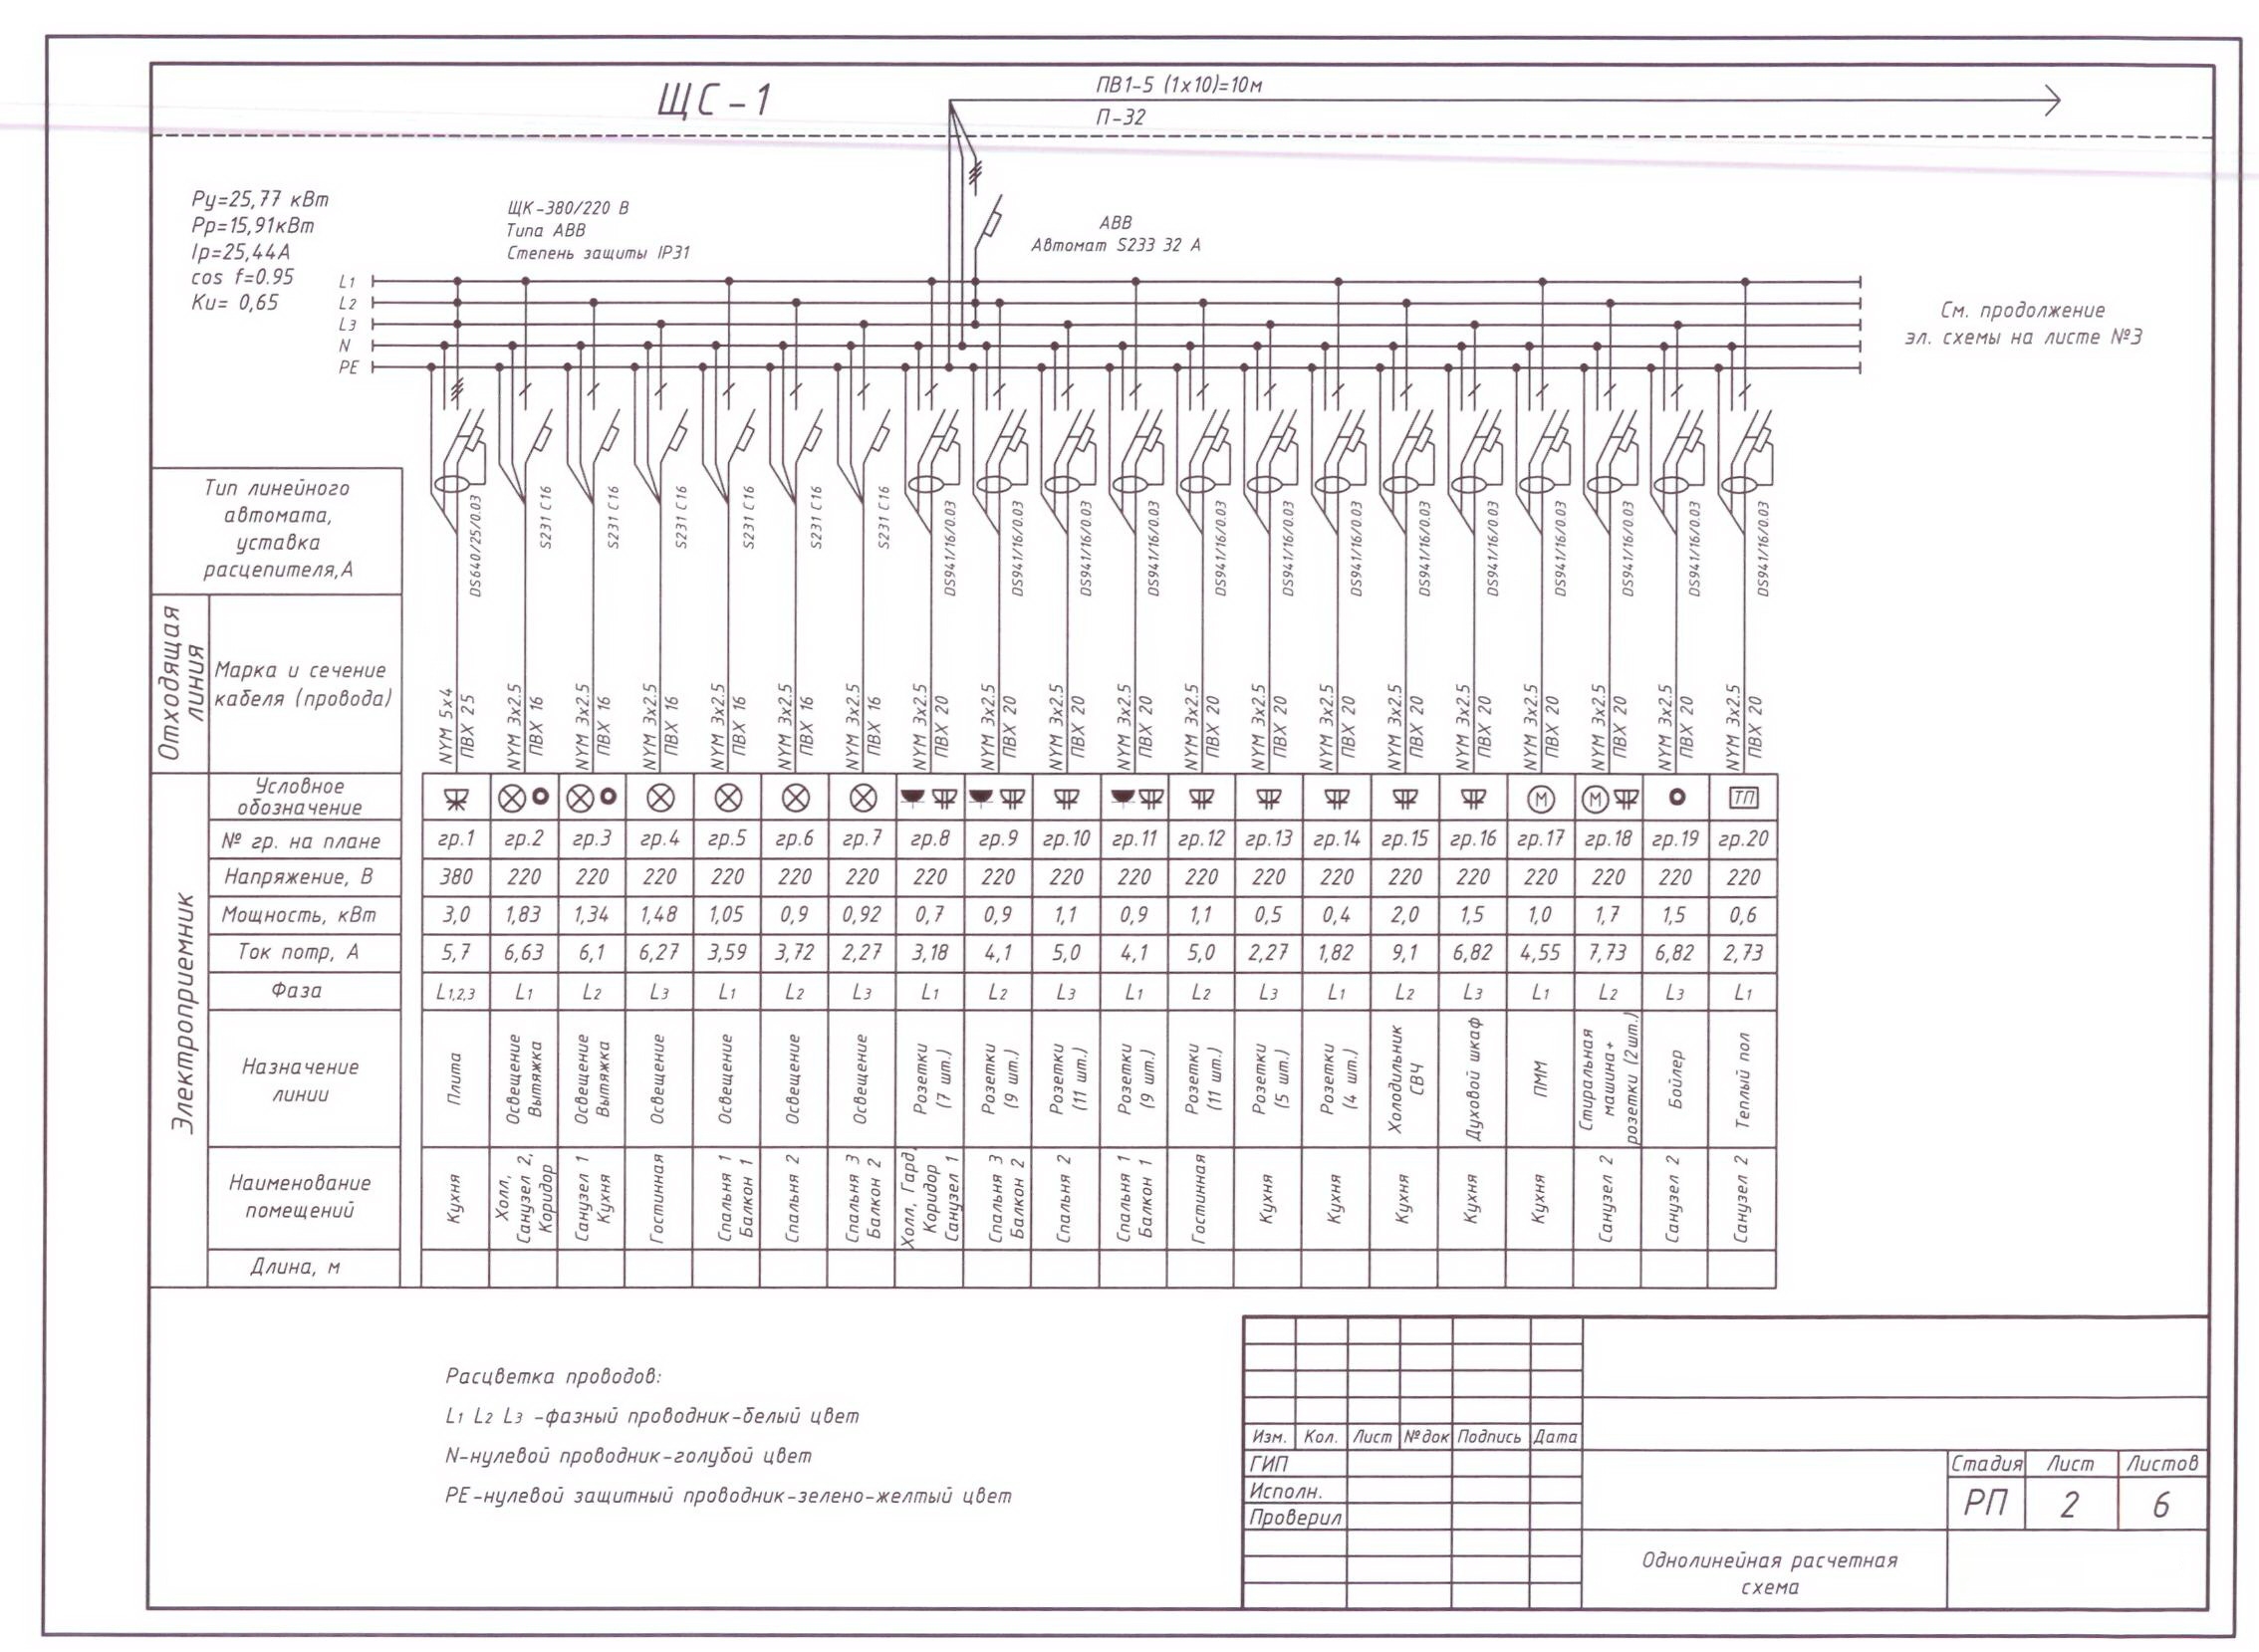 ЩС-1
ПВ1-5 (1х10)=10м
П-32
Ру=25,77 кВт
Рр=15,91кВт
Iр=25,44А
cos f=0.95
Ки= 0,65
ЩК-380/220 В
Типа АВВ
Степень защиты IP31
АВВ
Автомат S233 32 А
L1
L2
L3
N
PE
См. продолжение
эл. схемы на листе №3
Тип линейного
автомата,
уставка
расцепителя,А
DS640/25/0.03
S231 C16
S231 C16
S231 C16
S231 C16
S231 C16
S231 C16
DS941/16/0.03
DS941/16/0.03
DS941/16/0.03
DS941/16/0.03
DS941/16/0.03
DS941/16/0.03
DS941/16/0.03
DS941/16/0.03
DS941/16/0.03
DS941/16/0.03
DS941/16/0.03
DS941/16/0.03
DS941/16/0.03
Отходящая
линия
Марка и сечение
кабеля (провода)
NYM 5x4
ПВХ 25
NYM 3x2.5
ПВХ 16
NYM 3x2.5
ПВХ 16
NYM 3x2.5
ПВХ 16
NYM 3x2.5
ПВХ 16
NYM 3x2.5
ПВХ 16
NYM 3x2.5
ПВХ 16
NYM 3x2.5
ПВХ 20
NYM 3x2.5
ПВХ 20
NYM 3x2.5
ПВХ 20
NYM 3x2.5
ПВХ 20
NYM 3x2.5
ПВХ 20
NYM 3x2.5
ПВХ 20
NYM 3x2.5
ПВХ 20
NYM 3x2.5
ПВХ 20
NYM 3x2.5
ПВХ 20
NYM 3x2.5
ПВХ 20
NYM 3x2.5
ПВХ 20
NYM 3x2.5
ПВХ 20
NYM 3x2.5
ПВХ 20
Электроприемник
Условное
обозначение
М М ТП
№ гр. на плане гр.1 гр.2 гр.3 гр.4 гр.5 гр.6 гр.7 гр.8 гр.9 гр.10 гр.11 гр.12 гр.13 гр.14 гр.15 гр.16 гр.17 гр.18 гр.19 гр.20
Напряжение, В 380 220 220 220 220 220 220 220 220 220 220 220 220 220 220 220 220 220 220 220
Мощность, кВт 3,0 1,83 1,34 1,48 1,05 0,9 0,92 0,7 0,9 1,1 0,9 1,1 0,5 0,4 2,0 1,5 1,0 1,7 1,5 0,6
Ток потр, А 5,7 6,63 6,1 6,27 3,59 3,72 2,27 3,18 4,1 5,0 4,1 5,0 2,27 1,82 9,1 6,82 4,55 7,73 6,82 2,73
Фаза L1,2,3 L1 L2 L3 L1 L2 L3 L1 L2 L3 L1 L2 L3 L1 L2 L3 L1 L2 L3 L1
Назначение
линии
Плита
Освещение
Вытяжка
Освещение
Вытяжка
Освещение
Освещение
Освещение
Освещение
Розетки
(7 шт.)
Розетки
(9 шт.)
Розетки
(11 шт.)
Розетки
(9 шт.)
Розетки
(11 шт.)
Розетки
(5 шт.)
Розетки
(4 шт.)
Холодильник
СВЧ
Духовой шкаф
ПММ
Стиральная
машина+
розетки (2шт.)
Бойлер
Теплый пол
Наименование
помещений
Кухня
Холл,
Санузел 2,
Коридор
Санузел 1
Кухня
Гостинная
Спальня 1
Балкон 1
Спальня 2
Спальня 3
Балкон 2
Холл, Гард,
Коридор
Санузел 1
Спальня 3
Балкон 2
Спальня 2
Спальня 1
Балкон 1
Гостинная
Кухня
Кухня
Кухня
Кухня
Кухня
Санузел 2
Санузел 2
Санузел 2
Длина, м
Расцветка проводов:
L1 L2 L3 -фазный проводник-белый цвет
N-нулевой проводник-голубой цвет
PE-нулевой защитный проводник-зелено-желтый цвет
Изм. Кол. Лист №док Подпись Дата
ГИП
Исполн.
Проверил
Стадия Лист Листов
РП 2 6
Однолинейная расчетная
схема